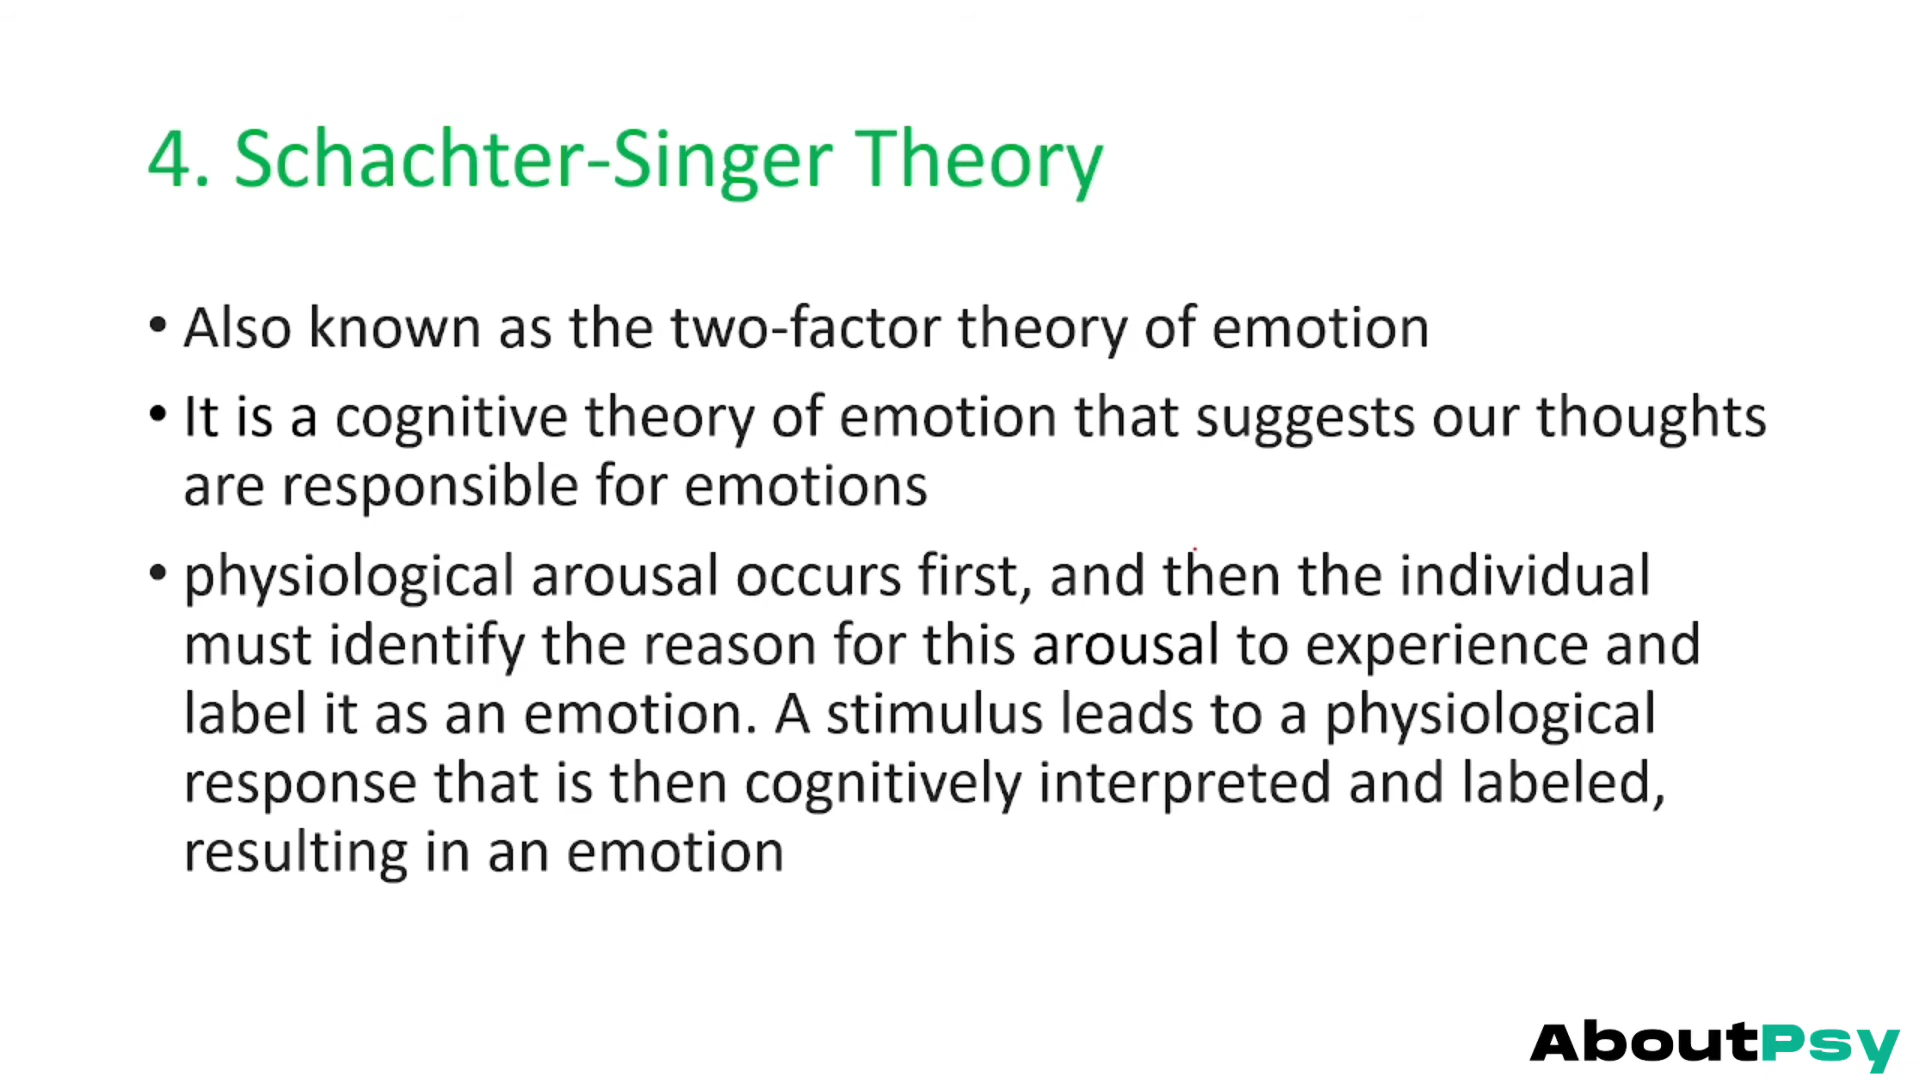 4. Schachter-Singer Theory
• Also known as the two-factor theory of emotion
• It is a cognitive theory of emotion that suggests our thoughts
are responsible for emotions
• physiological arousal occurs first, and then the individual
must identify the reason for this arousal to experience and
label it as an emotion. A stimulus leads to a physiological
response that is then cognitively interpreted and labeled,
resulting in an emotion
AboutPsy